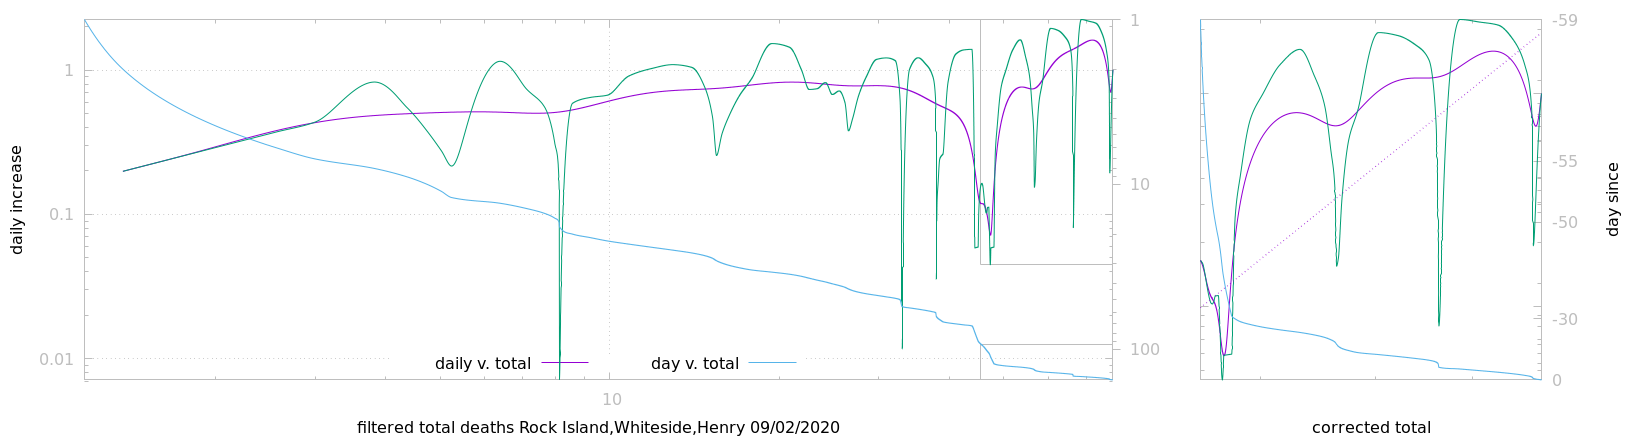 daily increase
1
0.1
0.01
10
1
10
100
daily v. total
day v. total
filtered total deaths Rock Island,Whiteside,Henry 09/02/2020
-59
-55
-50
-30
0
day since
corrected total